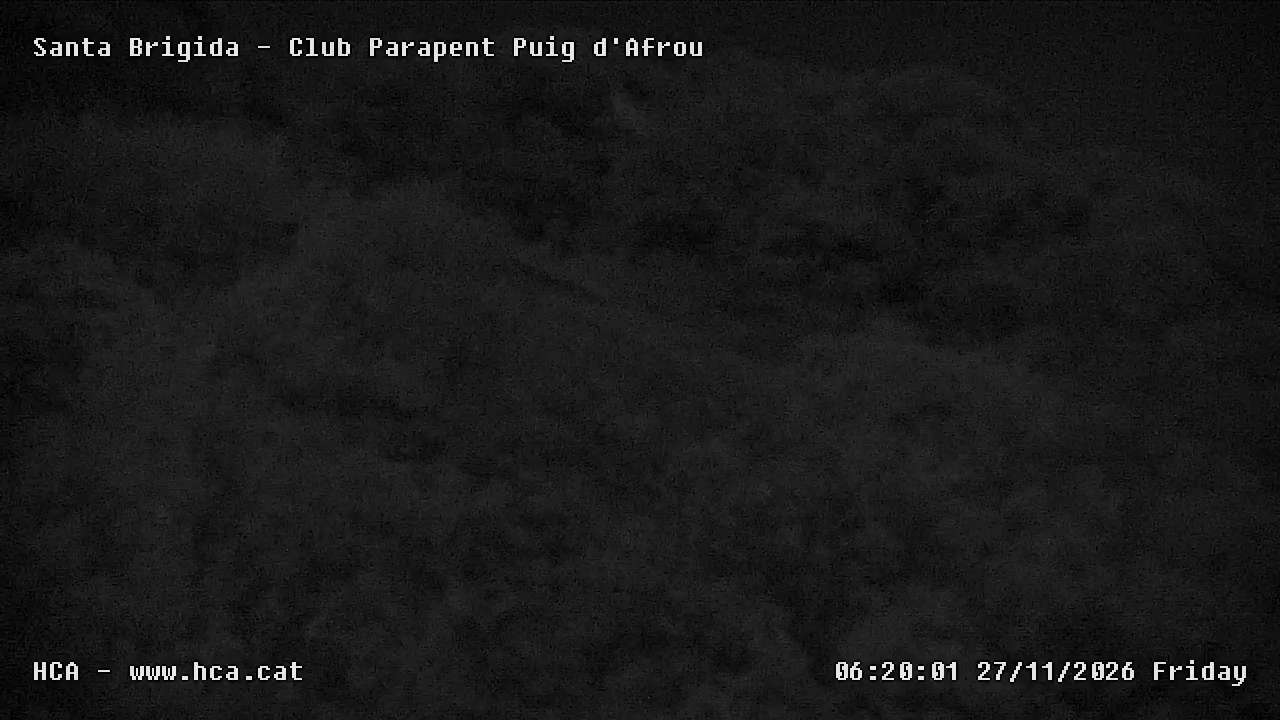 Santa Brigida - Club Parapent Puig d'Afrou
HCA - www.hca.cat
06:20:01 27/11/2026 Friday